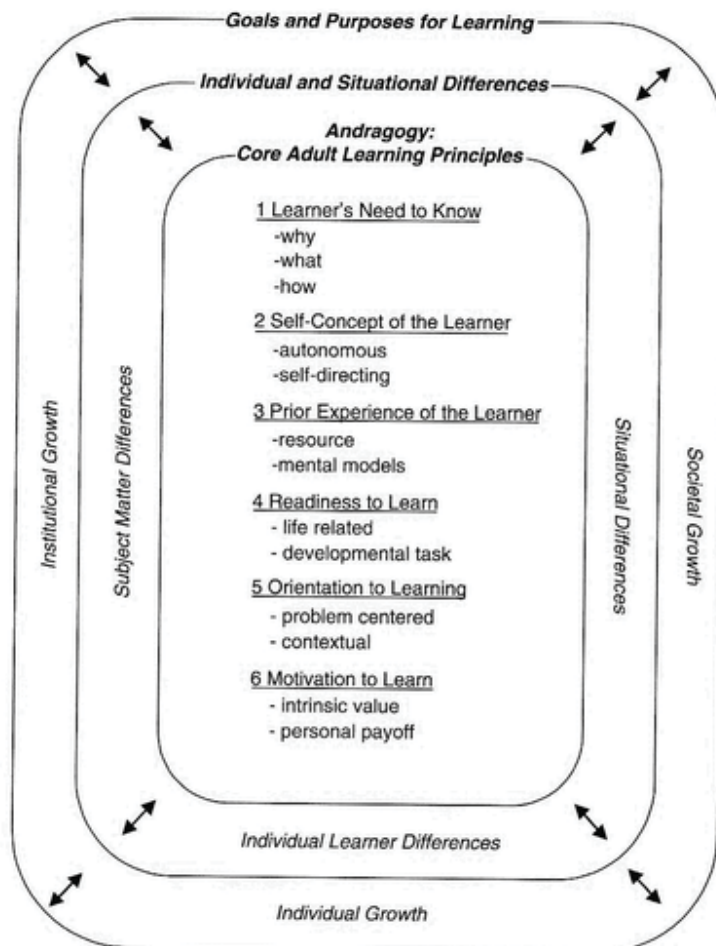 Goals and Purposes for Learning
Individual and Situational Differences
Andragogy:
Core Adult Learning Principles
1 Learner's Need to Know
-why
-what
-how
2 Self-Concept of the Learner
-autonomous
-self-directing
3 Prior Experience of the Learner
-resource
-mental models
4 Readiness to Learn
- life related
- developmental task
5 Orientation to Learning
- problem centered
- contextual
6 Motivation to Learn
- intrinsic value
- personal payoff
Institutional Growth
Subject Matter Differences
Situational Differences
Societal Growth
Individual Learner Differences
Individual Growth